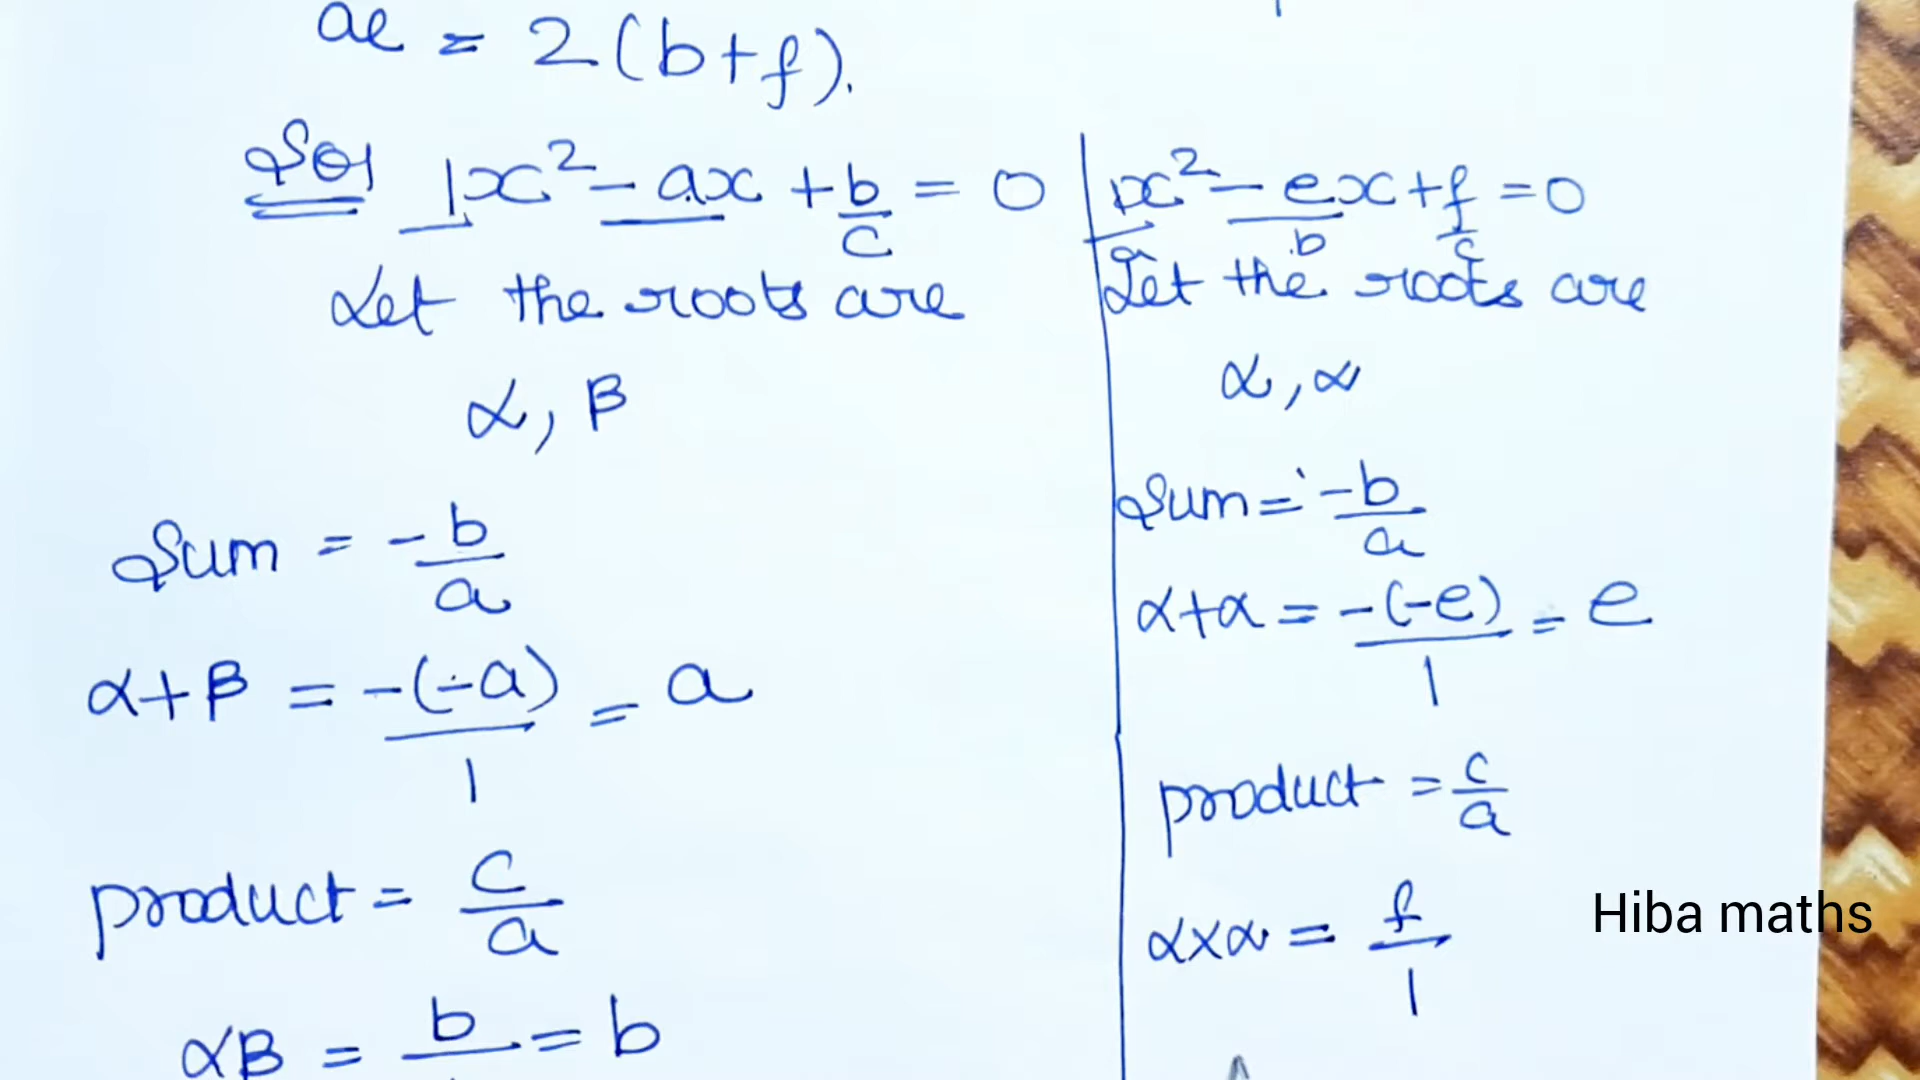 ae = 2(b+f).
Sol 1x² - ax + b = 0
c
Let the roots are
α, β
Sum = -b/a
α+β = -(-a)/1 = a
product = c/a
αβ = b/ = b
x² - ex + f = 0
a b c
Let the roots are
α, α
Sum = -b/a
α+α = -(-e)/1 = e
product = c/a
α×α = f/1
Hiba maths